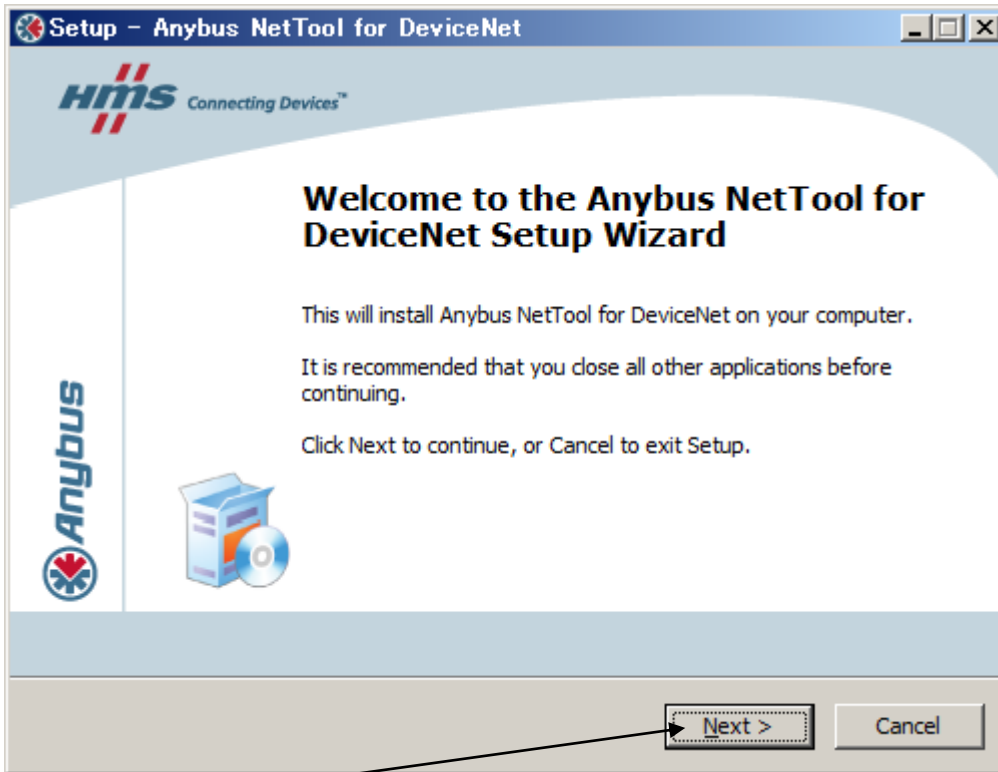 Setup - Anybus NetTool for DeviceNet
HMS Connecting Devices™
Welcome to the Anybus NetTool for
DeviceNet Setup Wizard
This will install Anybus NetTool for DeviceNet on your computer.
It is recommended that you close all other applications before
continuing.
Click Next to continue, or Cancel to exit Setup.
Anybus
Next >
Cancel